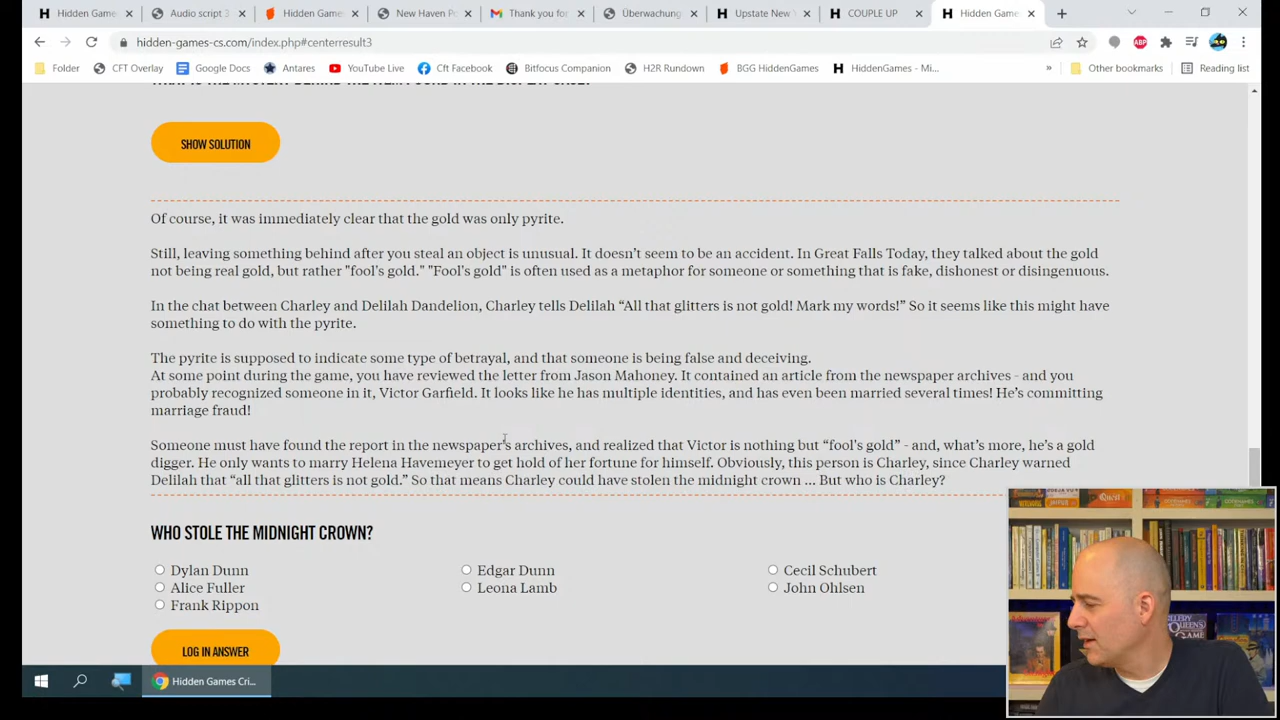 Hidden Game
Audio script 3
Hidden Game
New Haven Po
Thank you for
Überwachung
Upstate New
COUPLE UP
Hidden Games
hidden-games-cs.com/index.php#centerresult3
ABP
Folder
CFT Overlay
Google Docs
Antares
YouTube Live
Cft Facebook
Bitfocus Companion
H2R Rundown
BGG HiddenGames
HiddenGames - Mi...
»
Other bookmarks
Reading list
SHOW SOLUTION
Of course, it was immediately clear that the gold was only pyrite.
Still, leaving something behind after you steal an object is unusual. It doesn't seem to be an accident. In Great Falls Today, they talked about the gold
not being real gold, but rather "fool's gold." "Fool's gold" is often used as a metaphor for someone or something that is fake, dishonest or disingenuous.
In the chat between Charley and Delilah Dandelion, Charley tells Delilah “All that glitters is not gold! Mark my words!” So it seems like this might have
something to do with the pyrite.
The pyrite is supposed to indicate some type of betrayal, and that someone is being false and deceiving.
At some point during the game, you have reviewed the letter from Jason Mahoney. It contained an article from the newspaper archives - and you
probably recognized someone in it, Victor Garfield. It looks like he has multiple identities, and has even been married several times! He’s committing
marriage fraud!
Someone must have found the report in the newspaper’s archives, and realized that Victor is nothing but “fool's gold” - and, what’s more, he’s a gold
digger. He only wants to marry Helena Havemeyer to get hold of her fortune for himself. Obviously, this person is Charley, since Charley warned
Delilah that “all that glitters is not gold.” So that means Charley could have stolen the midnight crown ... But who is Charley?
WHO STOLE THE MIDNIGHT CROWN?
Dylan Dunn
Edgar Dunn
Cecil Schubert
Alice Fuller
Leona Lamb
John Ohlsen
Frank Rippon
LOG IN ANSWER
Hidden Games Cri...